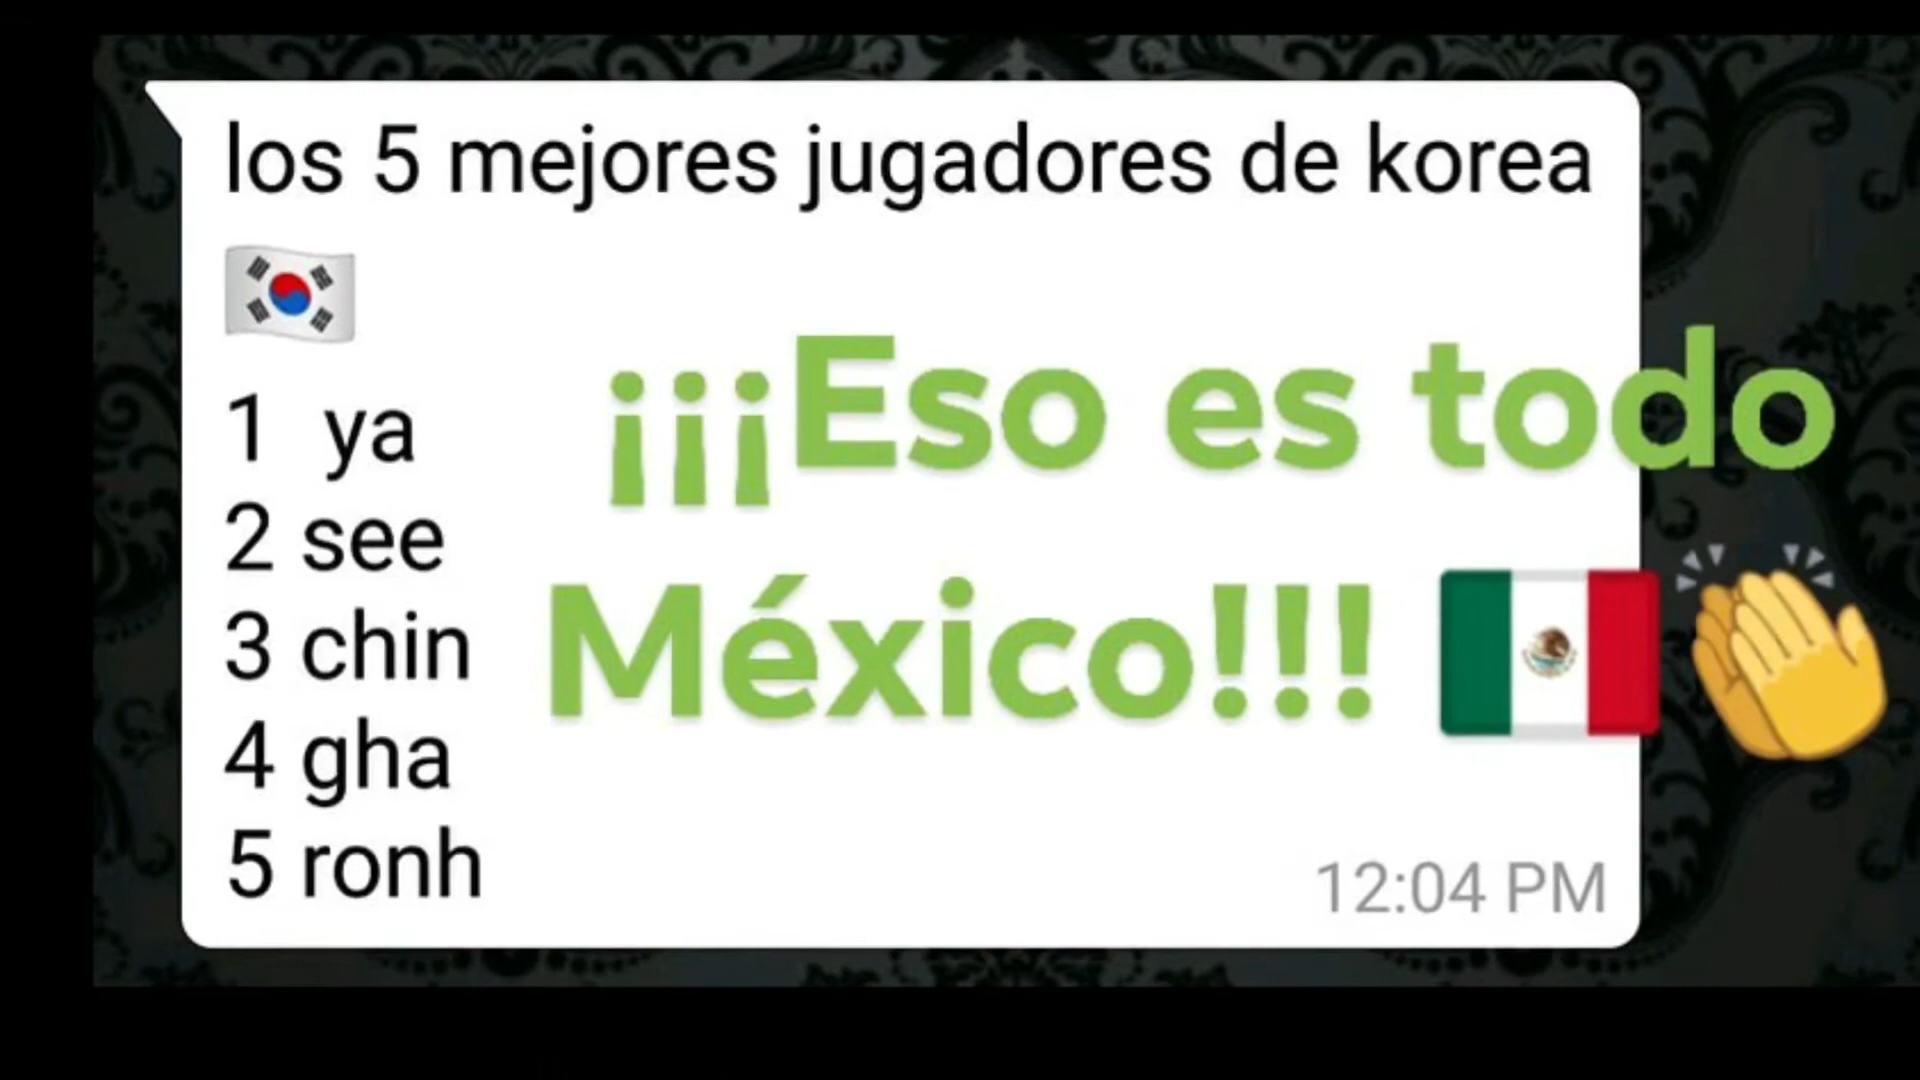 los 5 mejores jugadores de korea
🇰🇷
1  ya
2 see
3 chin
4 gha
5 ronh
12:04 PM
¡¡¡Eso es todo
México!!! 🇲🇽👏